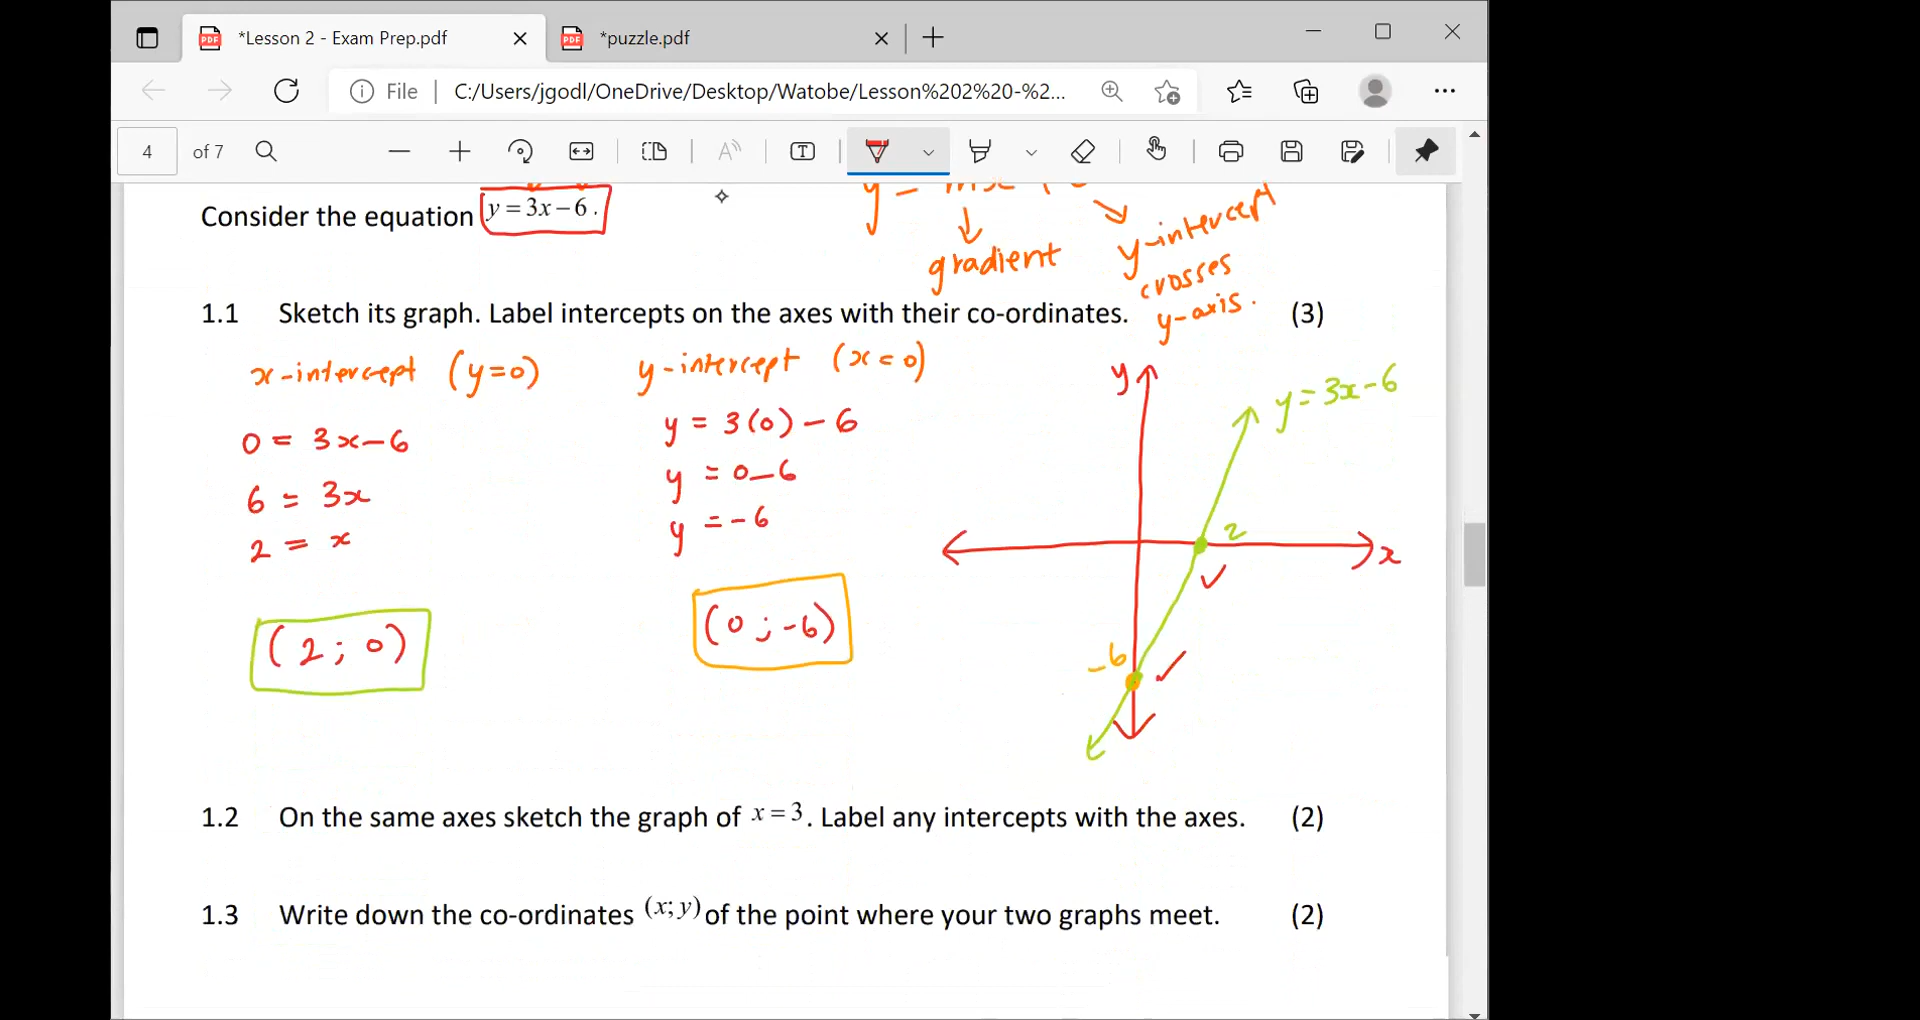 *Lesson 2 - Exam Prep.pdf
*puzzle.pdf
File
C:/Users/jgodl/OneDrive/Desktop/Watobe/Lesson%202%20-%2...
4 of 7
Consider the equation y = 3x − 6 .
gradient
y-intercept
crosses
y-axis.
1.1 Sketch its graph. Label intercepts on the axes with their co-ordinates. (3)
x-intercept (y=0)
0 = 3x-6
6 = 3x
2 = x
(2; 0)
y-intercept (x=0)
y = 3(0) - 6
y = 0-6
y = -6
(0 ; -6)
y
y = 3x-6
2
x
-6
1.2 On the same axes sketch the graph of x = 3 . Label any intercepts with the axes. (2)
1.3 Write down the co-ordinates (x; y) of the point where your two graphs meet. (2)